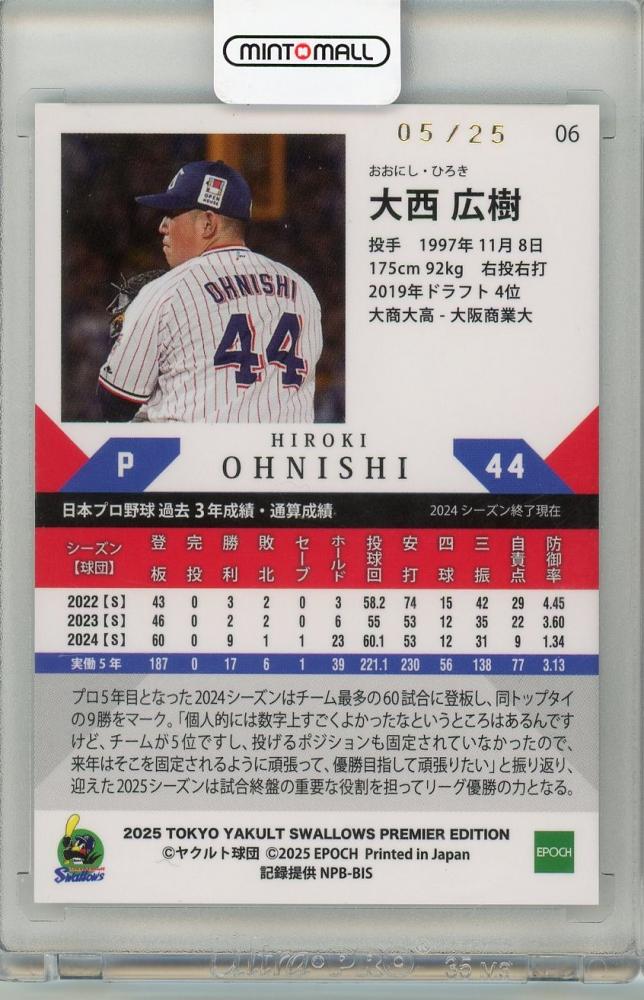 MINTOMALL
05/25 06
おおにし・ひろき
大西 広樹
投手 1997年 11月 8日
175cm 92kg 右投右打
2019年ドラフト 4位
大商大高 - 大阪商業大
OPEN HOUSE
OHNISHI
44
HIROKI
P OHNISHI 44
日本プロ野球 過去 3 年成績・通算成績 2024 シーズン終了現在
シーズン【球団】 登板 完投 勝利 敗北 セーブ ホールド 投球回 安打 四球 三振 自責点 防御率
2022【S】 43 0 3 2 0 3 58.2 74 15 42 29 4.45
2023【S】 46 0 2 2 0 6 55 53 12 35 22 3.60
2024【S】 60 0 9 1 1 23 60.1 53 12 31 9 1.34
実働 5 年 187 0 17 6 1 39 221.1 230 56 138 77 3.13
プロ5年目となった2024シーズンはチーム最多の60試合に登板し、同トップタイ
の9勝をマーク。「個人的には数字上すごくよかったなというところはあるんです
けど、チームが5位ですし、投げるポジションも固定されていなかったので、
来年はそこを固定されるように頑張って、優勝目指して頑張りたい」と振り返り、
迎えた2025シーズンは試合終盤の重要な役割を担ってリーグ優勝の力となる。
Swallows
2025 TOKYO YAKULT SWALLOWS PREMIER EDITION
©ヤクルト球団 ©2025 EPOCH Printed in Japan
記録提供 NPB-BIS
EPOCH
Ultra PRO